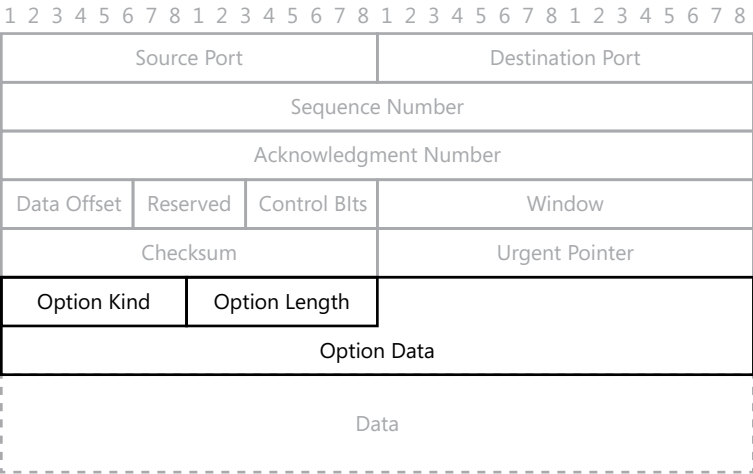 1 2 3 4 5 6 7 8 1 2 3 4 5 6 7 8 1 2 3 4 5 6 7 8 1 2 3 4 5 6 7 8
Source Port Destination Port
Sequence Number
Acknowledgment Number
Data Offset Reserved Control BIts Window
Checksum Urgent Pointer
Option Kind Option Length
Option Data
Data